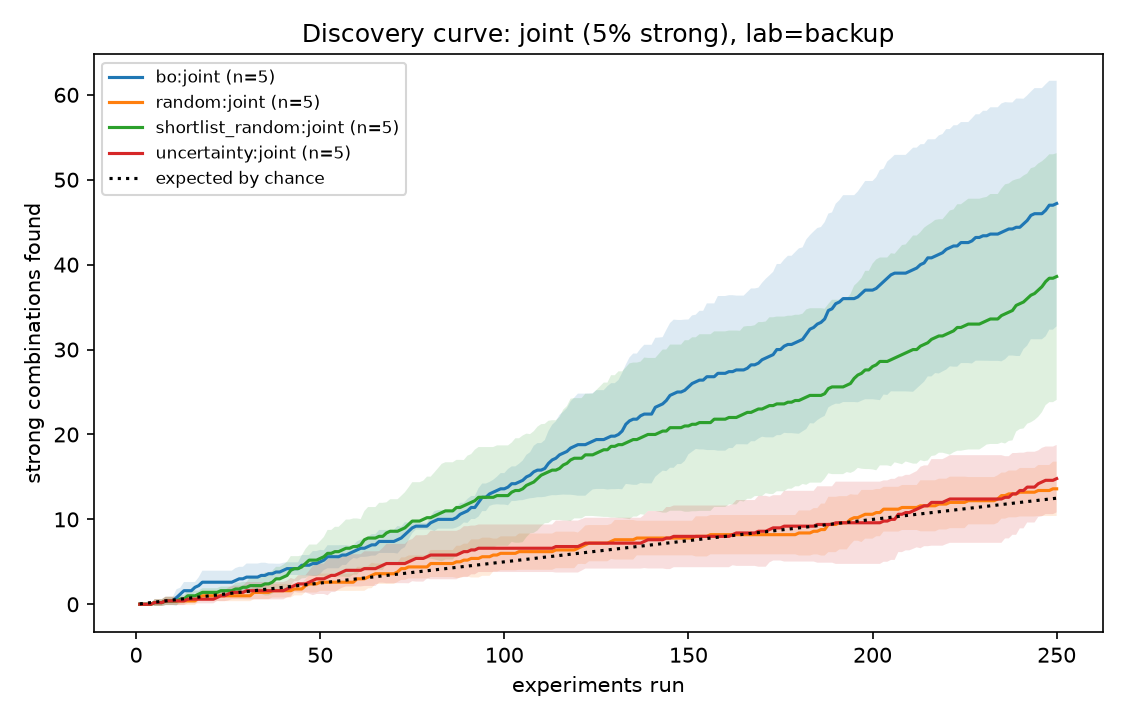 Discovery curve: joint (5% strong), lab=backup
bo:joint (n=5)
random:joint (n=5)
shortlist_random:joint (n=5)
uncertainty:joint (n=5)
expected by chance
strong combinations found
60
50
40
30
20
10
0
0 50 100 150 200 250
experiments run